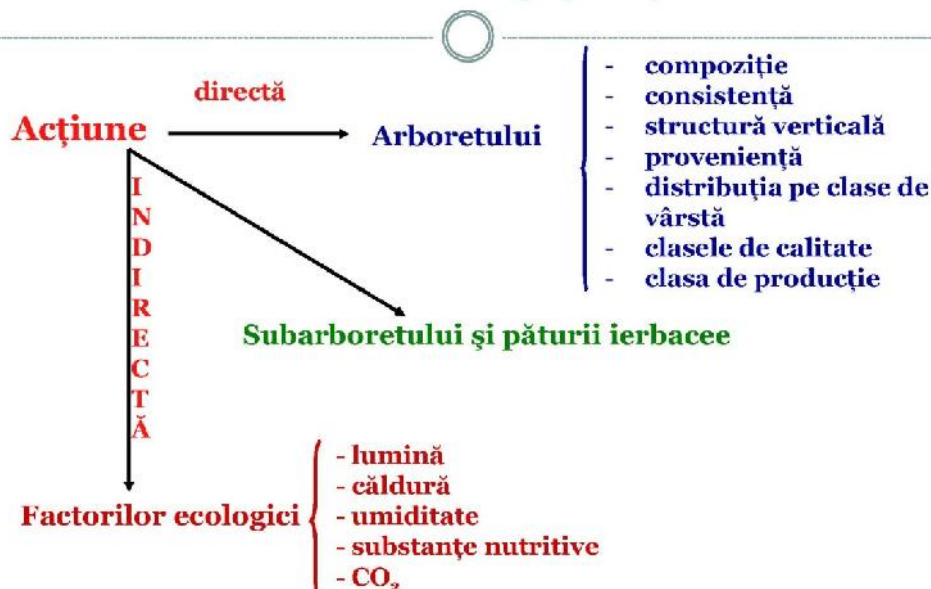 directă
Acțiune
Arboretului
- compoziție
- consistență
- structură verticală
- proveniență
- distribuția pe clase de
vârstă
- clasele de calitate
- clasa de producție
I
N
D
I
R
E
C
T
Ă
Subarboretului şi păturii ierbacee
Factorilor ecologici
- lumină
- căldură
- umiditate
- substanțe nutritive
- CO₂